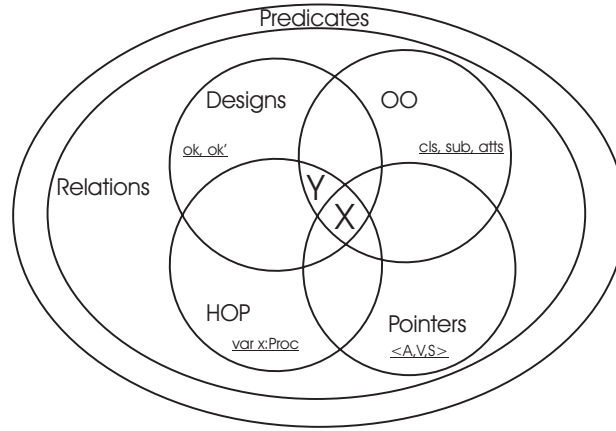 Predicates
Designs
OO
ok, ok'
cls, sub, atts
Relations
Y
X
HOP
Pointers
var x:Proc
<A,V,S>